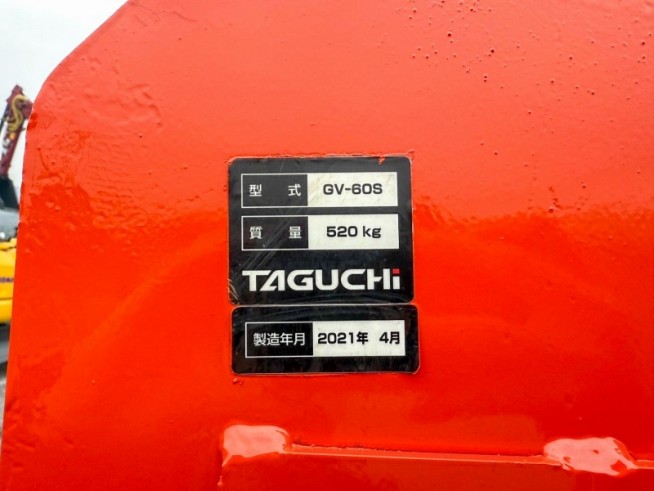 型 式 GV-60S
質 量 520 kg
TAGUCHi
製造年月 2021年 4月